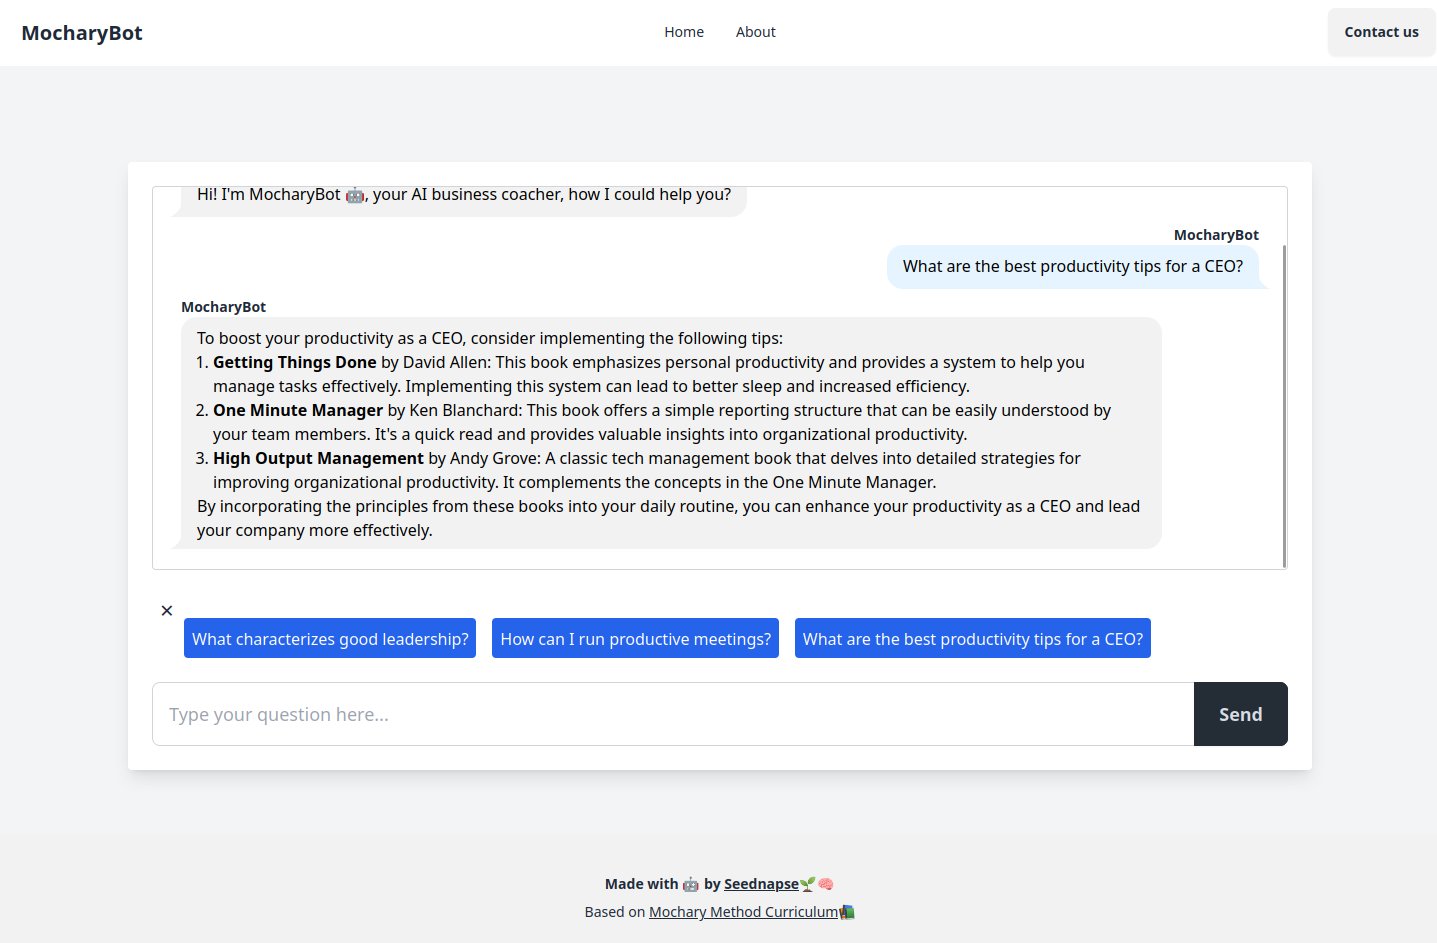 MocharyBot
Home
About
Contact us
Hi! I'm MocharyBot 🤖, your AI business coacher, how I could help you?
MocharyBot
What are the best productivity tips for a CEO?
MocharyBot
To boost your productivity as a CEO, consider implementing the following tips:
1. Getting Things Done by David Allen: This book emphasizes personal productivity and provides a system to help you
manage tasks effectively. Implementing this system can lead to better sleep and increased efficiency.
2. One Minute Manager by Ken Blanchard: This book offers a simple reporting structure that can be easily understood by
your team members. It's a quick read and provides valuable insights into organizational productivity.
3. High Output Management by Andy Grove: A classic tech management book that delves into detailed strategies for
improving organizational productivity. It complements the concepts in the One Minute Manager.
By incorporating the principles from these books into your daily routine, you can enhance your productivity as a CEO and lead
your company more effectively.
✕
What characterizes good leadership?
How can I run productive meetings?
What are the best productivity tips for a CEO?
Type your question here...
Send
Made with 🤖 by Seednapse🌱🧠
Based on Mochary Method Curriculum📚